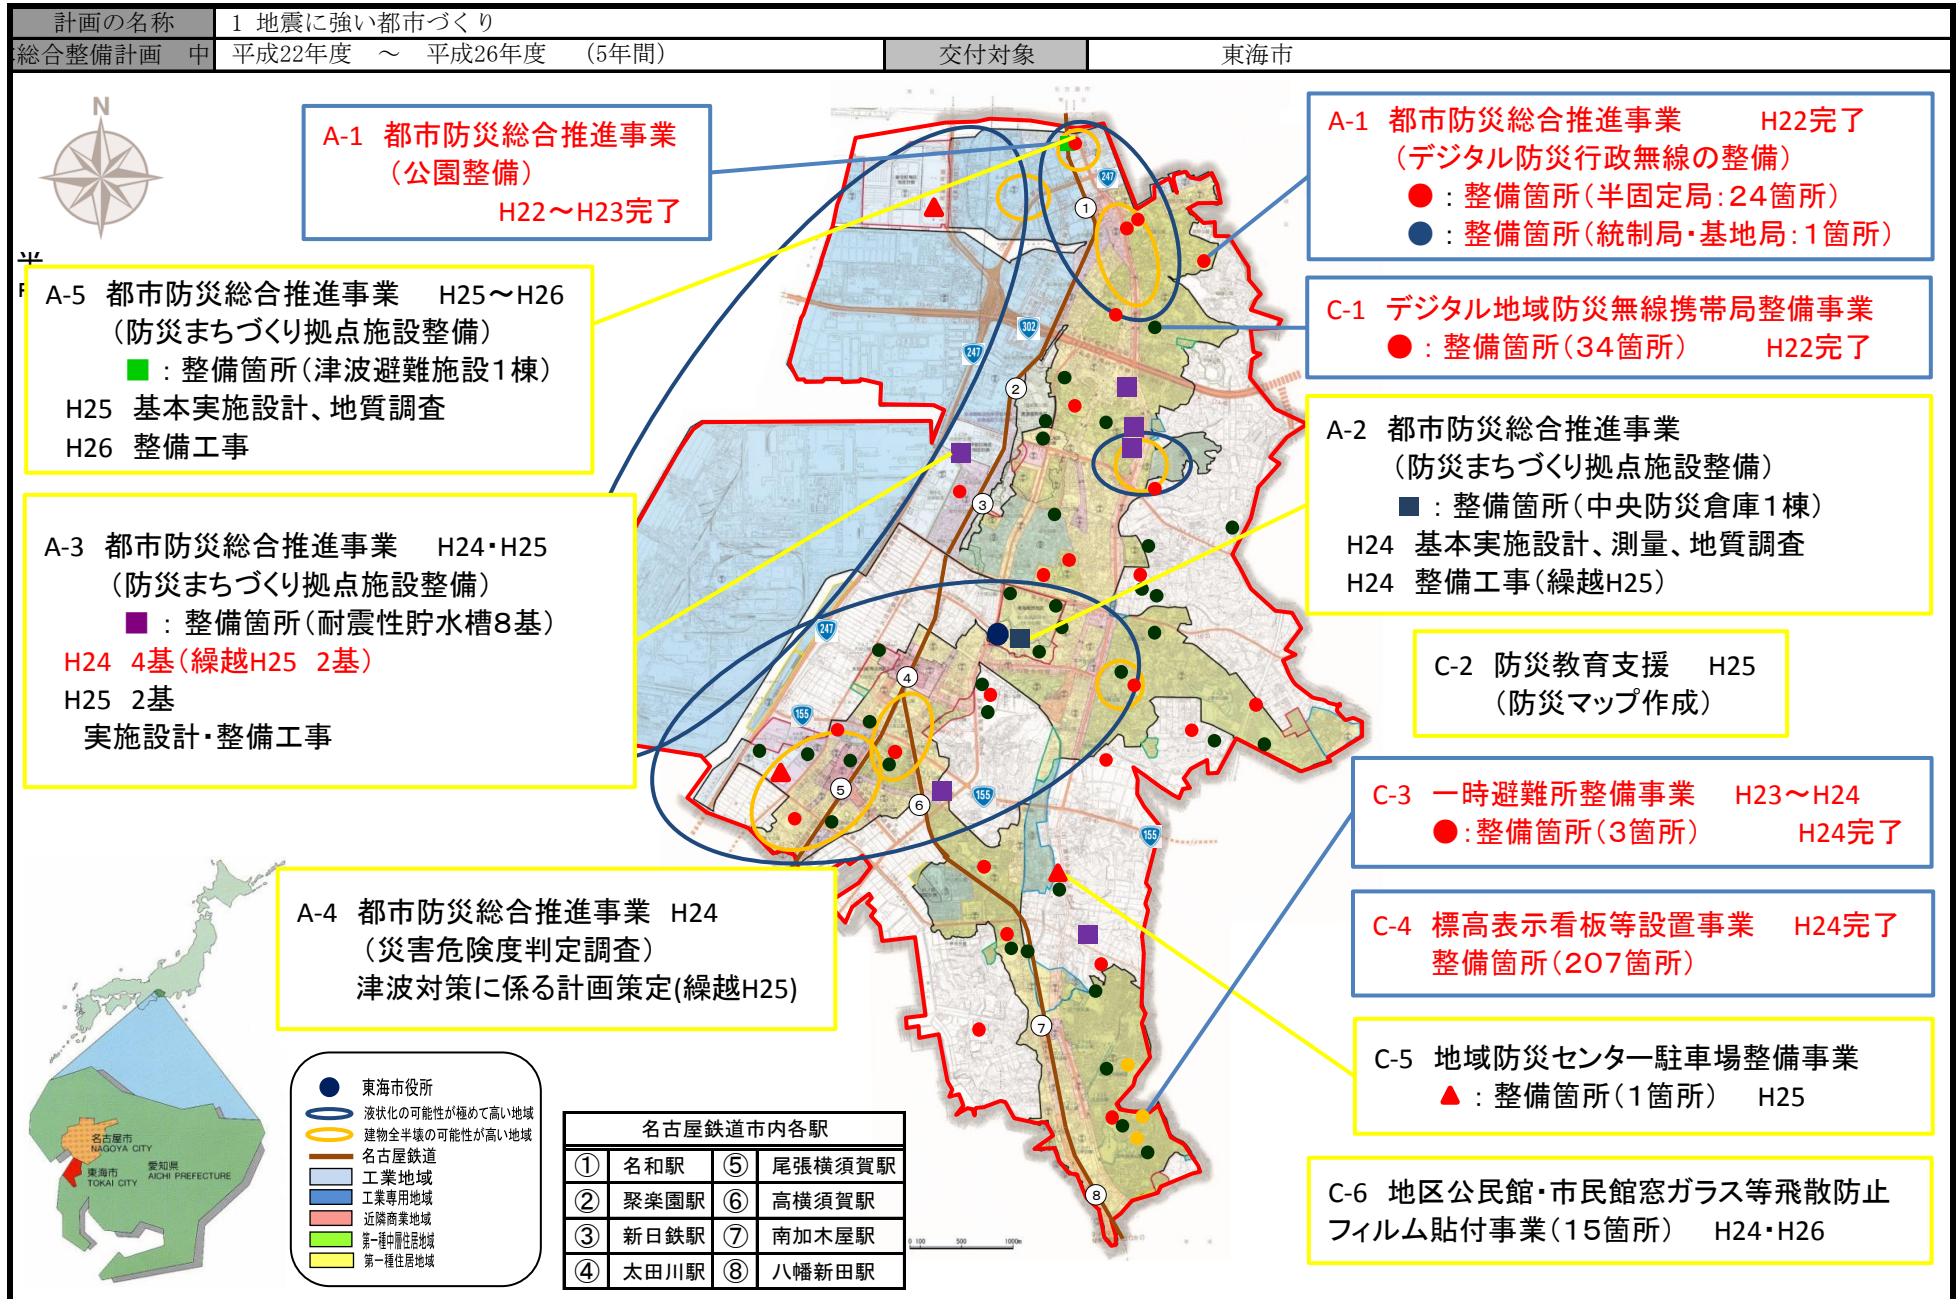 計画の名称 1 地震に強い都市づくり
総合整備計画 中 平成22年度 ～ 平成26年度 (5年間) 交付対象 東海市
N
A-1 都市防災総合推進事業
(公園整備)
H22～H23完了
A-1 都市防災総合推進事業 H22完了
(デジタル防災行政無線の整備)
●：整備箇所(半固定局：24箇所)
●：整備箇所(統制局・基地局：1箇所)
A-5 都市防災総合推進事業 H25～H26
(防災まちづくり拠点施設整備)
■：整備箇所(津波避難施設1棟)
H25 基本実施設計、地質調査
H26 整備工事
C-1 デジタル地域防災無線携帯局整備事業
●：整備箇所(34箇所) H22完了
A-2 都市防災総合推進事業
(防災まちづくり拠点施設整備)
■：整備箇所(中央防災倉庫1棟)
H24 基本実施設計、測量、地質調査
H24 整備工事(繰越H25)
A-3 都市防災総合推進事業 H24・H25
(防災まちづくり拠点施設整備)
■：整備箇所(耐震性貯水槽8基)
H24 4基(繰越H25 2基)
H25 2基
実施設計・整備工事
C-2 防災教育支援 H25
(防災マップ作成)
C-3 一時避難所整備事業 H23～H24
●：整備箇所(3箇所) H24完了
A-4 都市防災総合推進事業 H24
(災害危険度判定調査)
津波対策に係る計画策定(繰越H25)
C-4 標高表示看板等設置事業 H24完了
整備箇所(207箇所)
C-5 地域防災センター駐車場整備事業
▲：整備箇所(1箇所) H25
C-6 地区公民館・市民館窓ガラス等飛散防止
フィルム貼付事業(15箇所) H24・H26
247
302
247
247
155
155
155
①
②
③
④
⑤
⑥
⑦
⑧
名古屋市
NAGOYA CITY
東海市
TOKAI CITY
愛知県
AICHI PREFECTURE
東海市役所
液状化の可能性が極めて高い地域
建物全半壊の可能性が高い地域
名古屋鉄道
工業地域
工業専用地域
近隣商業地域
第一種中層住居地域
第一種住居地域
名古屋鉄道市内各駅
① 名和駅 ⑤ 尾張横須賀駅
② 聚楽園駅 ⑥ 高横須賀駅
③ 新日鉄駅 ⑦ 南加木屋駅
④ 太田川駅 ⑧ 八幡新田駅
0 100 500 1000m